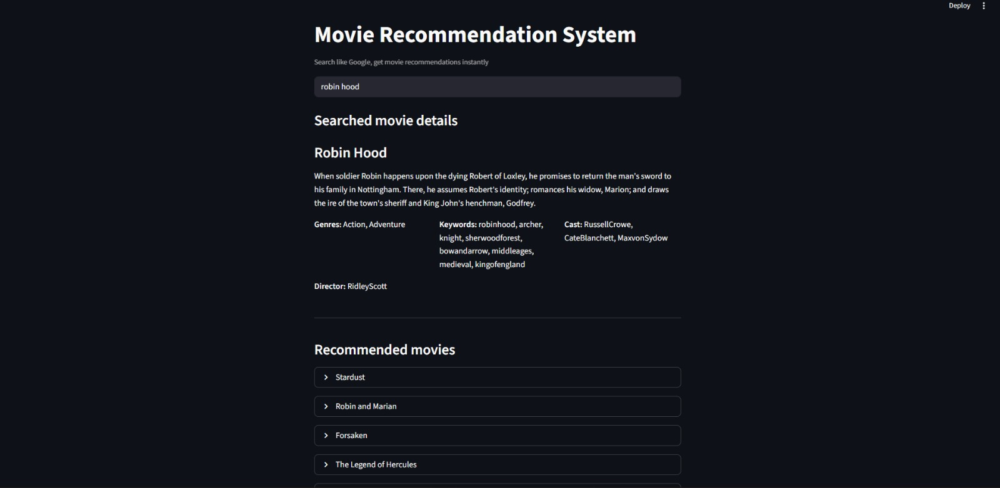 Deploy
Movie Recommendation System
Search like Google, get movie recommendations instantly
robin hood
Searched movie details
Robin Hood
When soldier Robin happens upon the dying Robert of Loxley, he promises to return the man's sword to
his family in Nottingham. There, he assumes Robert's identity; romances his widow, Marion; and draws
the ire of the town's sheriff and King John's henchman, Godfrey.
Genres: Action, Adventure
Keywords: robinhood, archer,
knight, sherwoodforest,
bowandarrow, middleages,
medieval, kingofengland
Cast: RussellCrowe,
CateBlanchett, MaxvonSydow
Director: RidleyScott
Recommended movies
Stardust
Robin and Marian
Forsaken
The Legend of Hercules